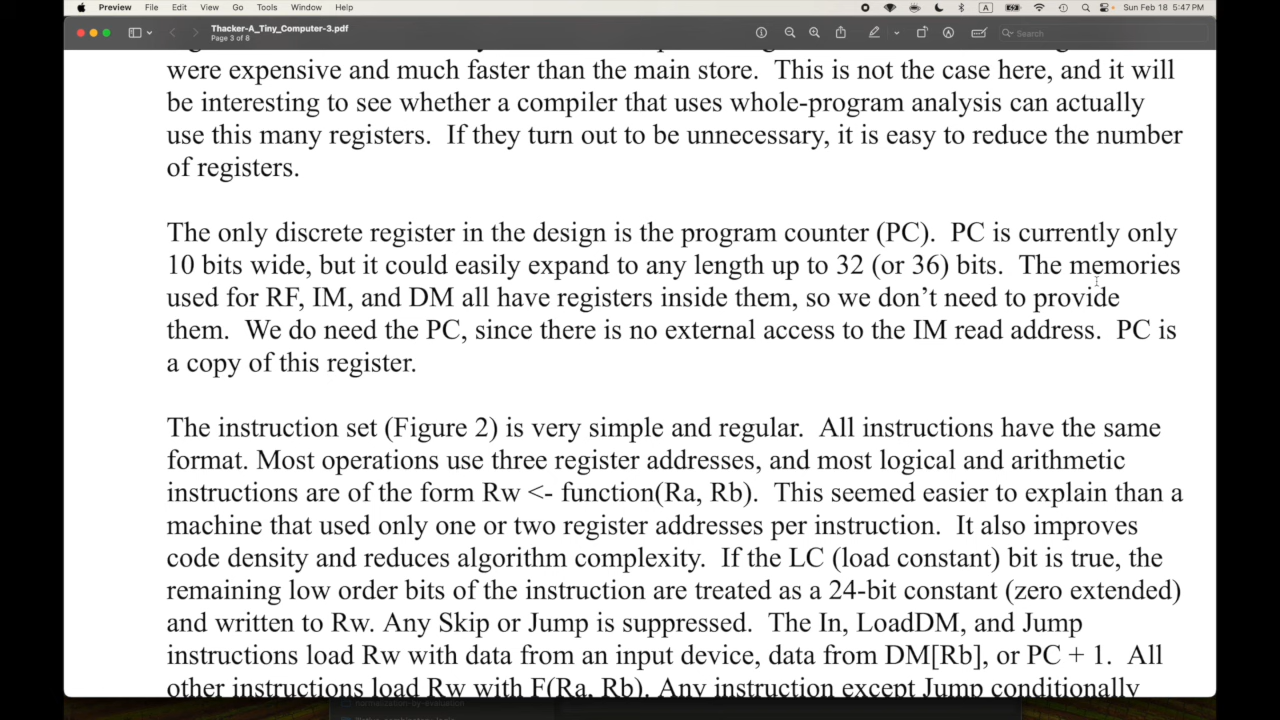 Preview File Edit View Go Tools Window Help A Sun Feb 18 5:47 PM
Thacker-A_Tiny_Computer-3.pdf
Page 3 of 8
Search
were expensive and much faster than the main store. This is not the case here, and it will
be interesting to see whether a compiler that uses whole-program analysis can actually
use this many registers. If they turn out to be unnecessary, it is easy to reduce the number
of registers.
The only discrete register in the design is the program counter (PC). PC is currently only
10 bits wide, but it could easily expand to any length up to 32 (or 36) bits. The memories
used for RF, IM, and DM all have registers inside them, so we don’t need to provide
them. We do need the PC, since there is no external access to the IM read address. PC is
a copy of this register.
The instruction set (Figure 2) is very simple and regular. All instructions have the same
format. Most operations use three register addresses, and most logical and arithmetic
instructions are of the form Rw <- function(Ra, Rb). This seemed easier to explain than a
machine that used only one or two register addresses per instruction. It also improves
code density and reduces algorithm complexity. If the LC (load constant) bit is true, the
remaining low order bits of the instruction are treated as a 24-bit constant (zero extended)
and written to Rw. Any Skip or Jump is suppressed. The In, LoadDM, and Jump
instructions load Rw with data from an input device, data from DM[Rb], or PC + 1. All
other instructions load Rw with F(Ra, Rb). Any instruction except Jump conditionally